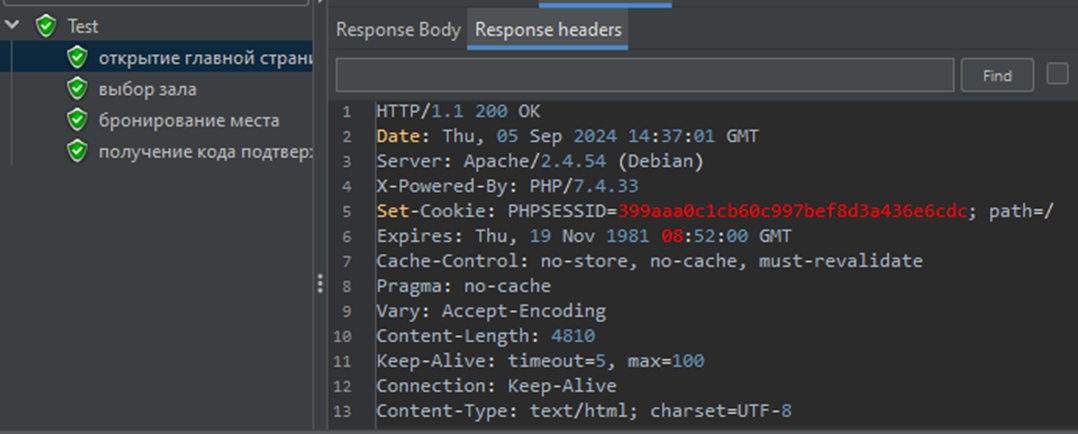 Test
открытие главной страни
выбор зала
бронирование места
получение кода подтвер
Response Body Response headers
Find
1 HTTP/1.1 200 OK
2 Date: Thu, 05 Sep 2024 14:37:01 GMT
3 Server: Apache/2.4.54 (Debian)
4 X-Powered-By: PHP/7.4.33
5 Set-Cookie: PHPSESSID=399aaa0c1cb60c997bef8d3a436e6cdc; path=/
6 Expires: Thu, 19 Nov 1981 08:52:00 GMT
7 Cache-Control: no-store, no-cache, must-revalidate
8 Pragma: no-cache
9 Vary: Accept-Encoding
10 Content-Length: 4810
11 Keep-Alive: timeout=5, max=100
12 Connection: Keep-Alive
13 Content-Type: text/html; charset=UTF-8